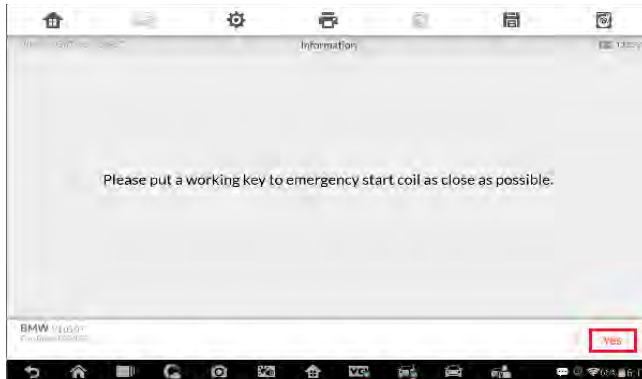 Information
Please put a working key to emergency start coil as close as possible.
BMW
Yes